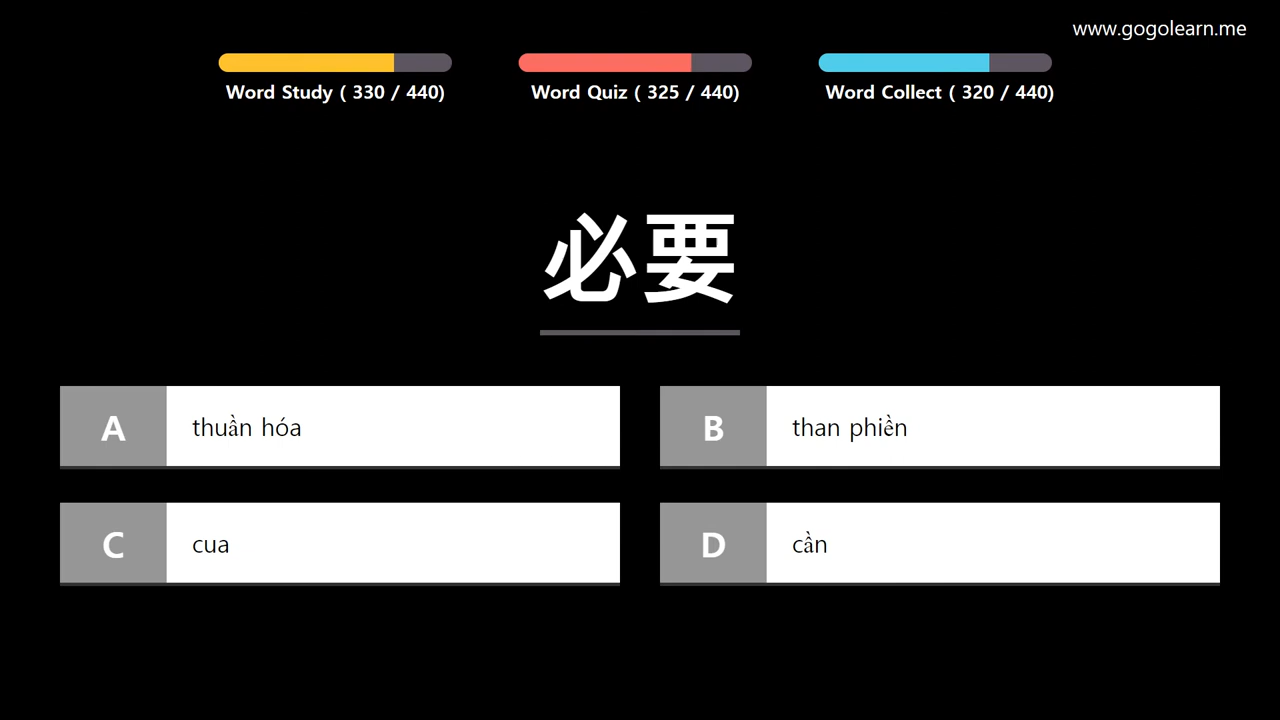 www.gogolearn.me
Word Study ( 330 / 440)
Word Quiz ( 325 / 440)
Word Collect ( 320 / 440)
必要
A thuần hóa
B than phiền
C cua
D cần